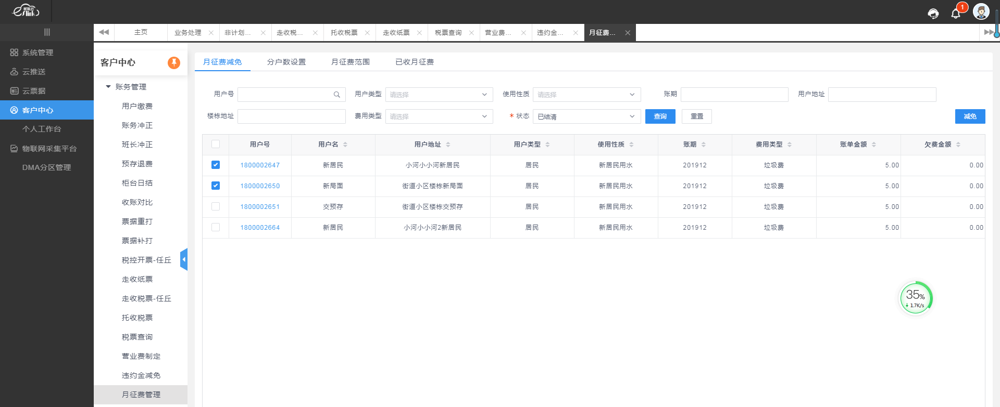 1
主页
业务处理
非计划...
走收税...
托收税票
走收纸票
税票查询
营业费...
违约金...
月征费...
系统管理
云推送
云票据
客户中心
个人工作台
物联网采集平台
DMA分区管理
客户中心
账务管理
用户缴费
账务冲正
班长冲正
预存退费
柜台日结
收账对比
票据重打
票据补打
税控开票-任丘
走收纸票
走收税票-任丘
托收税票
税票查询
营业费制定
违约金减免
月征费管理
月征费减免 分户数设置 月征费范围 已收月征费
用户号 用户类型 请选择 使用性质 请选择 账期 用户地址
楼栋地址 费用类型 请选择 * 状态 已结清 查询 重置 减免
用户号 用户名 用户地址 用户类型 使用性质 账期 费用类型 账单金额 欠费金额
1800002647 新居民 小河小小河新居民 居民 新居民用水 201912 垃圾费 5.00 0.00
1800002650 新局面 街道小区楼栋新局面 居民 新居民用水 201912 垃圾费 5.00 0.00
1800002651 交预存 街道小区楼栋交预存 居民 新居民用水 201912 垃圾费 5.00 0.00
1800002664 新居民 小河小小河2新居民 居民 新居民用水 201912 垃圾费 5.00 0.00
35%
↓ 1.7K/s